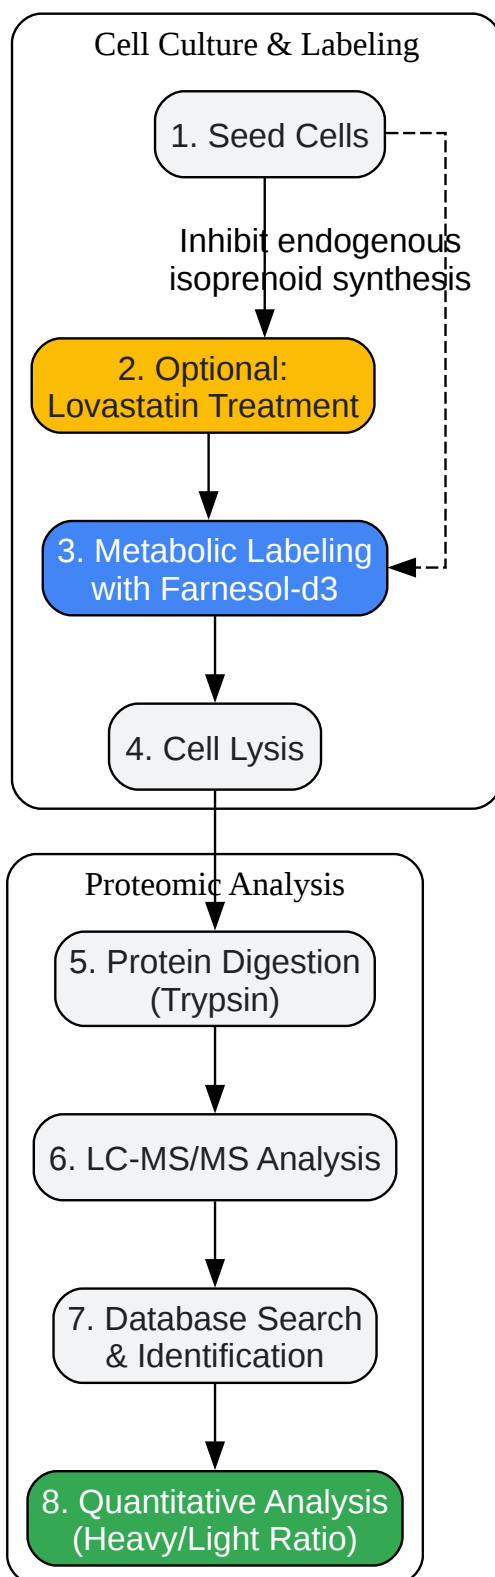 Cell Culture & Labeling
1. Seed Cells
Inhibit endogenous
isoprenoid synthesis
2. Optional:
Lovastatin Treatment
3. Metabolic Labeling
with Farnesol-d3
4. Cell Lysis
Proteomic Analysis
5. Protein Digestion
(Trypsin)
6. LC-MS/MS Analysis
7. Database Search
& Identification
8. Quantitative Analysis
(Heavy/Light Ratio)